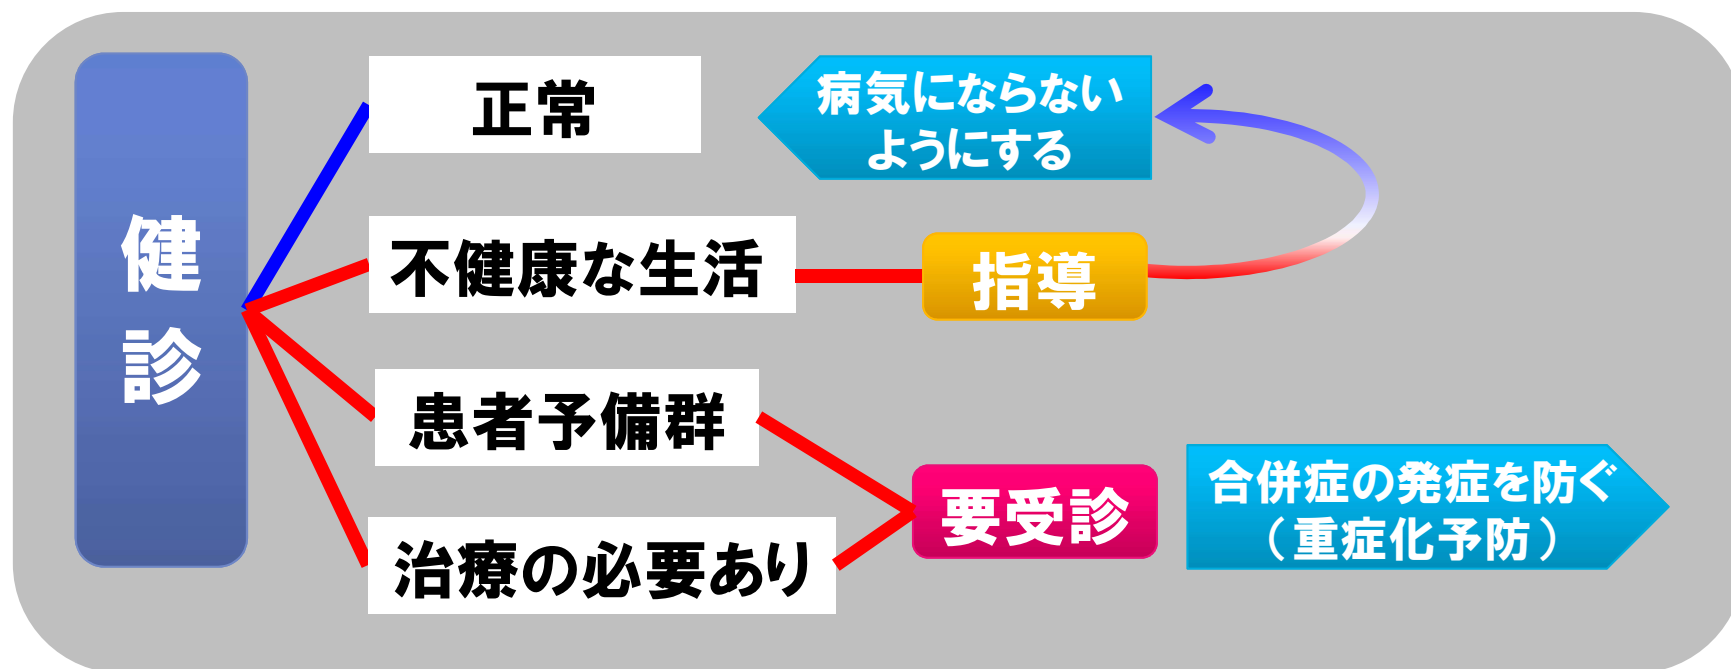 健
診
正常
病気にならない
ようにする
不健康な生活
指導
患者予備群
要受診
合併症の発症を防ぐ
（重症化予防）
治療の必要あり